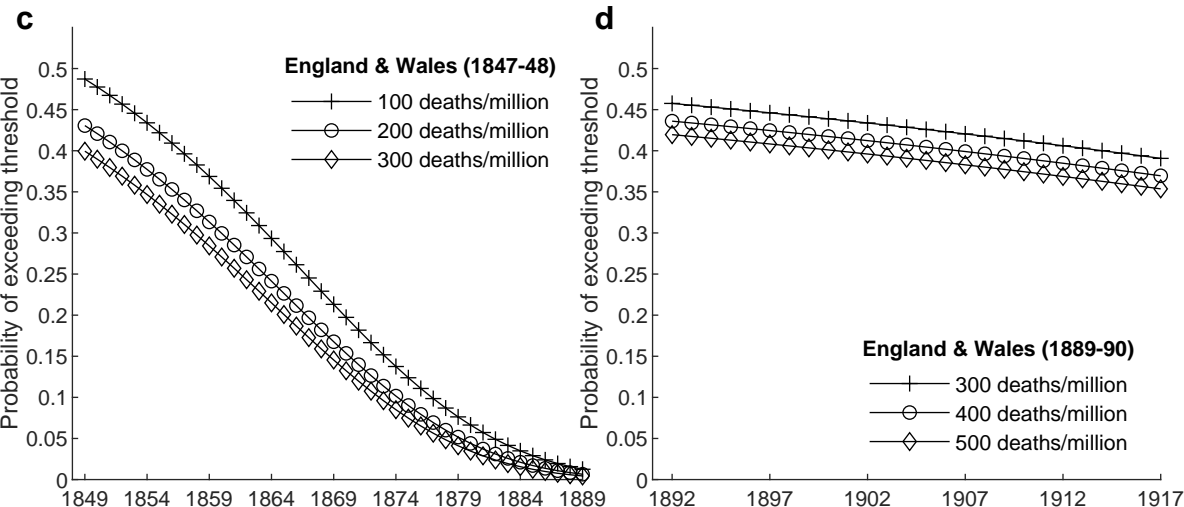 c
Probability of exceeding threshold
0.5
0.45
0.4
0.35
0.3
0.25
0.2
0.15
0.1
0.05
0
England & Wales (1847-48)
100 deaths/million
200 deaths/million
300 deaths/million
1849 1854 1859 1864 1869 1874 1879 1884 1889
d
Probability of exceeding threshold
0.5
0.45
0.4
0.35
0.3
0.25
0.2
0.15
0.1
0.05
0
England & Wales (1889-90)
300 deaths/million
400 deaths/million
500 deaths/million
1892 1897 1902 1907 1912 1917